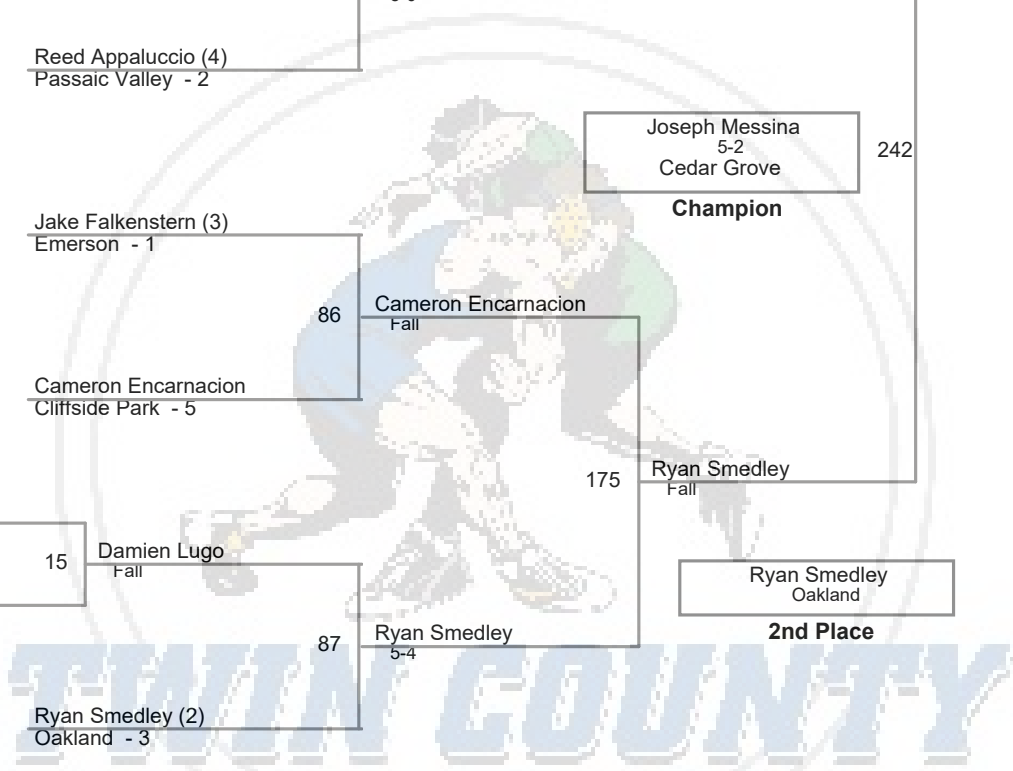 Reed Appaluccio (4)
Passaic Valley - 2
Joseph Messina
5-2
Cedar Grove
242
Champion
Jake Falkenstern (3)
Emerson - 1
86
Cameron Encarnacion
Fall
Cameron Encarnacion
Cliffside Park - 5
175
Ryan Smedley
Fall
15
Damien Lugo
Fall
Ryan Smedley
Oakland
2nd Place
87
Ryan Smedley
5-4
Ryan Smedley (2)
Oakland - 3
TWIN COUNTY